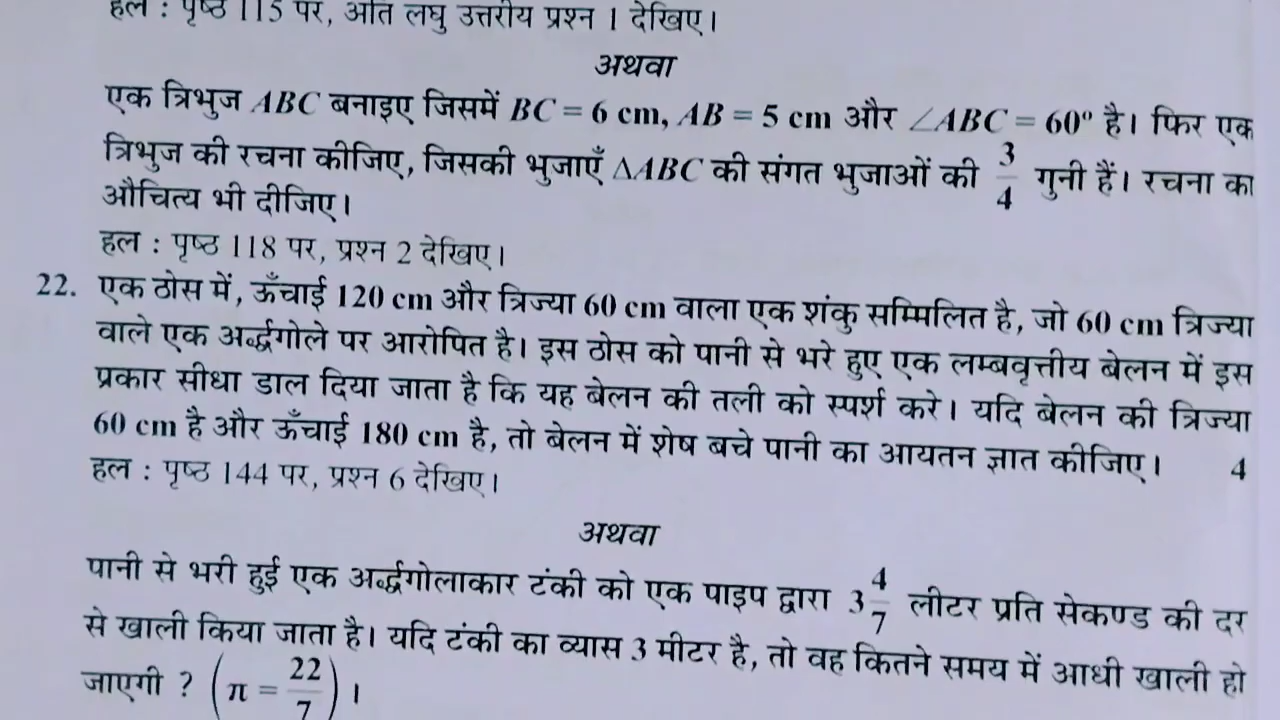 हल : पृष्ठ 115 पर, अति लघु उत्तरीय प्रश्न 1 देखिए।
अथवा
एक त्रिभुज ABC बनाइए जिसमें BC = 6 cm, AB = 5 cm और ∠ABC = 60° है। फिर एक
त्रिभुज की रचना कीजिए, जिसकी भुजाएँ ΔABC की संगत भुजाओं की 3/4 गुनी हैं। रचना का
औचित्य भी दीजिए।
हल : पृष्ठ 118 पर, प्रश्न 2 देखिए।
22. एक ठोस में, ऊँचाई 120 cm और त्रिज्या 60 cm वाला एक शंकु सम्मिलित है, जो 60 cm त्रिज्या
वाले एक अर्द्धगोले पर आरोपित है। इस ठोस को पानी से भरे हुए एक लम्बवृत्तीय बेलन में इस
प्रकार सीधा डाल दिया जाता है कि यह बेलन की तली को स्पर्श करे। यदि बेलन की त्रिज्या
60 cm है और ऊँचाई 180 cm है, तो बेलन में शेष बचे पानी का आयतन ज्ञात कीजिए। 4
हल : पृष्ठ 144 पर, प्रश्न 6 देखिए।
अथवा
पानी से भरी हुई एक अर्द्धगोलाकार टंकी को एक पाइप द्वारा 3 4/7 लीटर प्रति सेकण्ड की दर
से खाली किया जाता है। यदि टंकी का व्यास 3 मीटर है, तो वह कितने समय में आधी खाली हो
जाएगी ? (π = 22/7)।